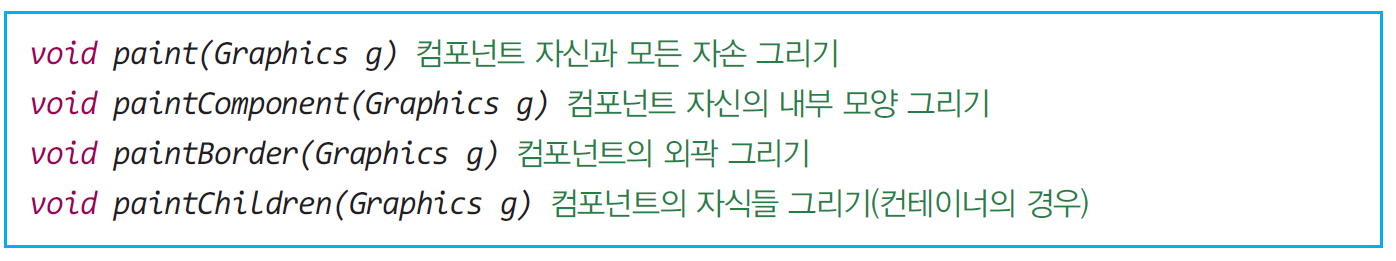 void paint(Graphics g) 컴포넌트 자신과 모든 자손 그리기
void paintComponent(Graphics g) 컴포넌트 자신의 내부 모양 그리기
void paintBorder(Graphics g) 컴포넌트의 외곽 그리기
void paintChildren(Graphics g) 컴포넌트의 자식들 그리기(컨테이너의 경우)